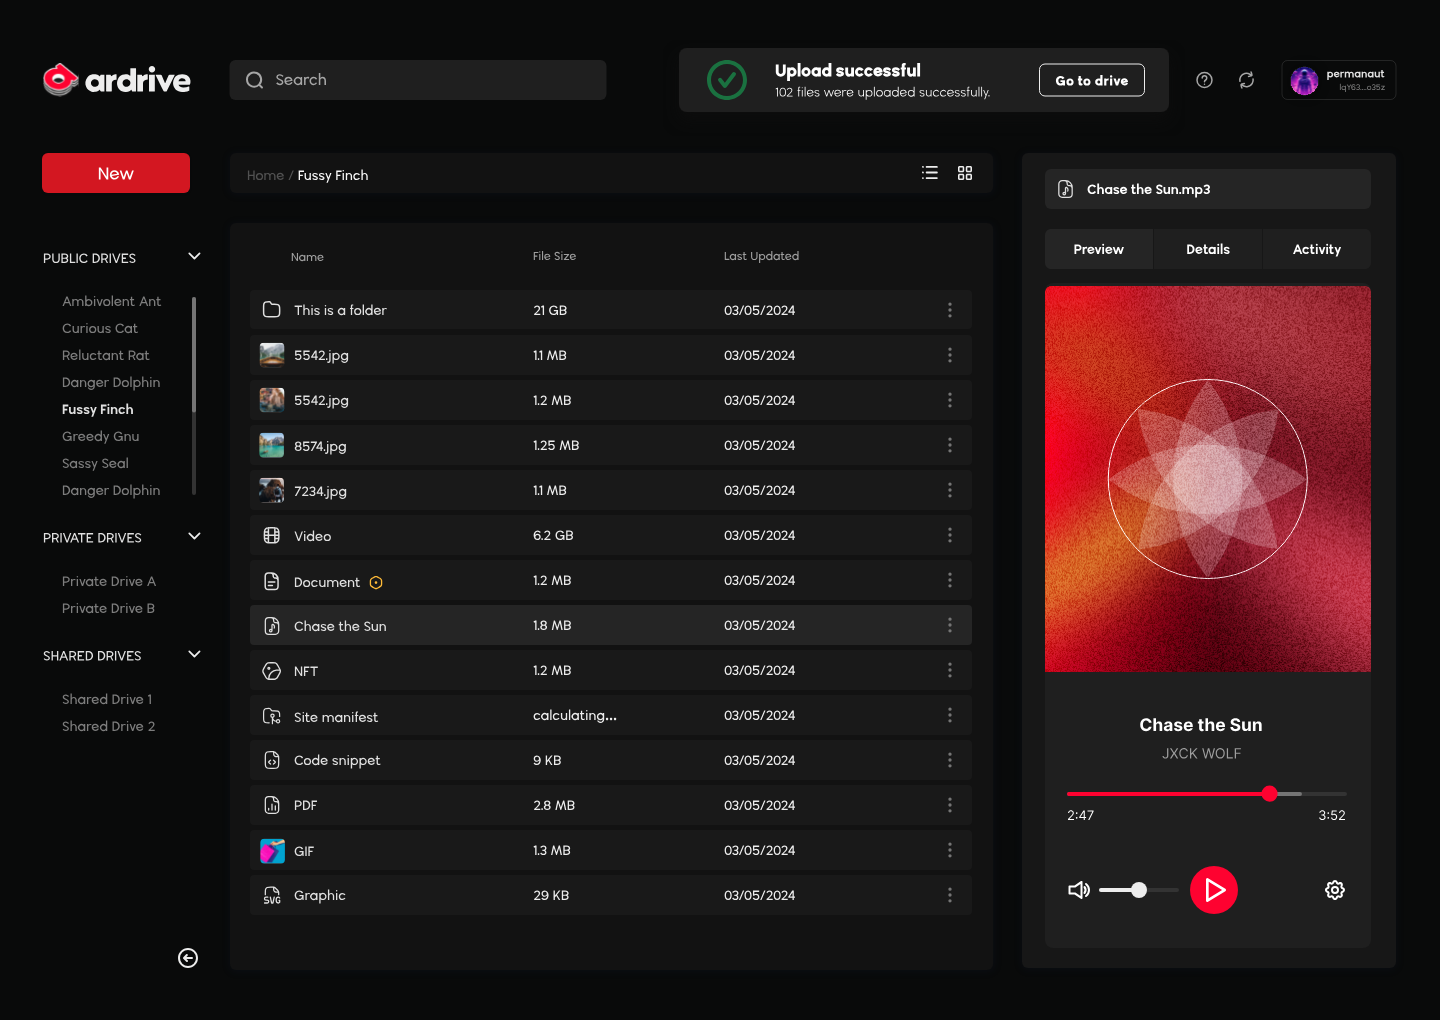 ardrive
Search
Upload successful
102 files were uploaded successfully.
Go to drive
permanaut
lqY63...o35z
New
Home / Fussy Finch
PUBLIC DRIVES
Ambivolent Ant
Curious Cat
Reluctant Rat
Danger Dolphin
Fussy Finch
Greedy Gnu
Sassy Seal
Danger Dolphin
PRIVATE DRIVES
Private Drive A
Private Drive B
SHARED DRIVES
Shared Drive 1
Shared Drive 2
Name File Size Last Updated
This is a folder 21 GB 03/05/2024
5542.jpg 1.1 MB 03/05/2024
5542.jpg 1.2 MB 03/05/2024
8574.jpg 1.25 MB 03/05/2024
7234.jpg 1.1 MB 03/05/2024
Video 6.2 GB 03/05/2024
Document 1.2 MB 03/05/2024
Chase the Sun 1.8 MB 03/05/2024
NFT 1.2 MB 03/05/2024
Site manifest calculating... 03/05/2024
Code snippet 9 KB 03/05/2024
PDF 2.8 MB 03/05/2024
GIF 1.3 MB 03/05/2024
SVG Graphic 29 KB 03/05/2024
Chase the Sun.mp3
Preview Details Activity
Chase the Sun
JXCK WOLF
2:47 3:52